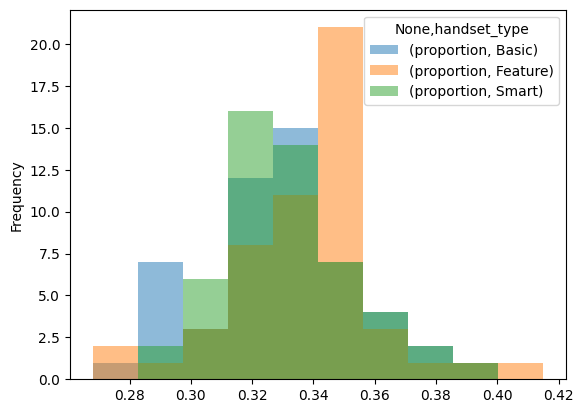 None,handset_type
(proportion, Basic)
(proportion, Feature)
(proportion, Smart)
Frequency
20.0
17.5
15.0
12.5
10.0
7.5
5.0
2.5
0.0
0.28 0.30 0.32 0.34 0.36 0.38 0.40 0.42